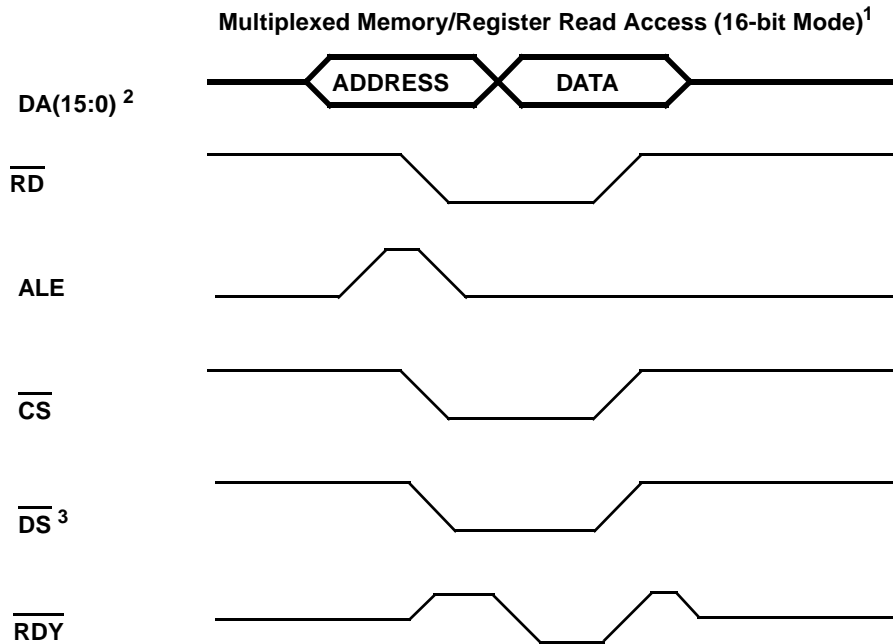 Multiplexed Memory/Register Read Access (16-bit Mode)1
DA(15:0) 2
ADDRESS DATA
RD
ALE
CS
DS 3
RDY